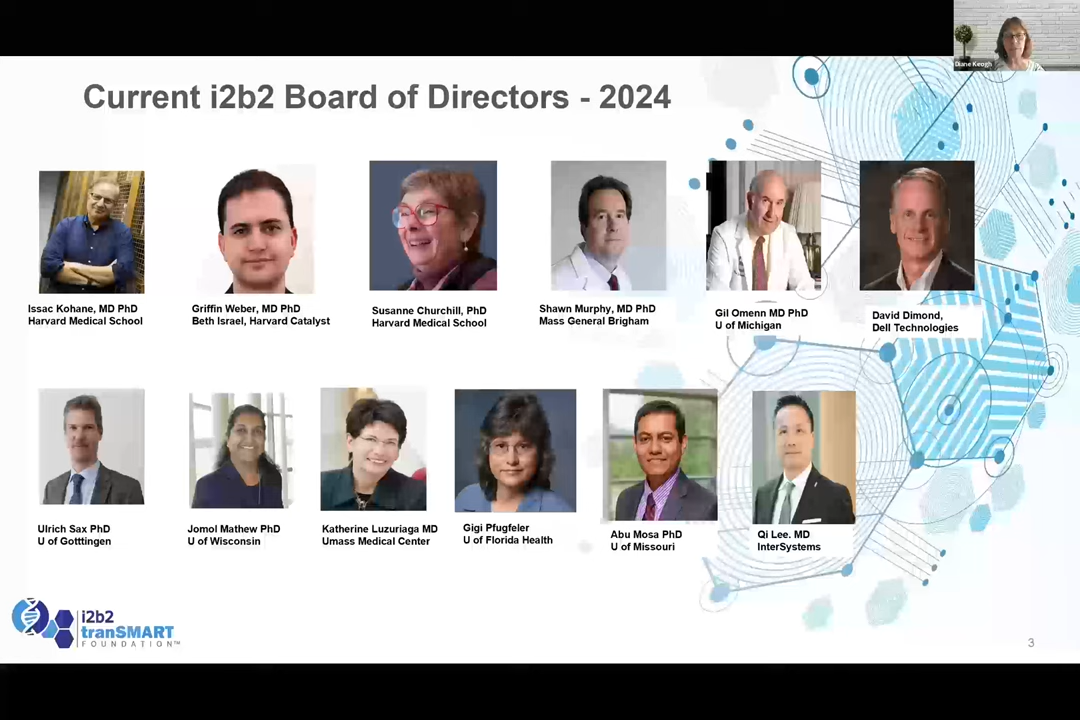 Diane Keogh
Current i2b2 Board of Directors - 2024
Issac Kohane, MD PhD
Harvard Medical School
Griffin Weber, MD PhD
Beth Israel, Harvard Catalyst
Susanne Churchill, PhD
Harvard Medical School
Shawn Murphy, MD PhD
Mass General Brigham
Gil Omenn MD PhD
U of Michigan
David Dimond,
Dell Technologies
Ulrich Sax PhD
U of Gotttingen
Jomol Mathew PhD
U of Wisconsin
Katherine Luzuriaga MD
Umass Medical Center
Gigi Pfugfeler
U of Florida Health
Abu Mosa PhD
U of Missouri
Qi Lee. MD
InterSystems
i2b2
tranSMART
FOUNDATION™
3